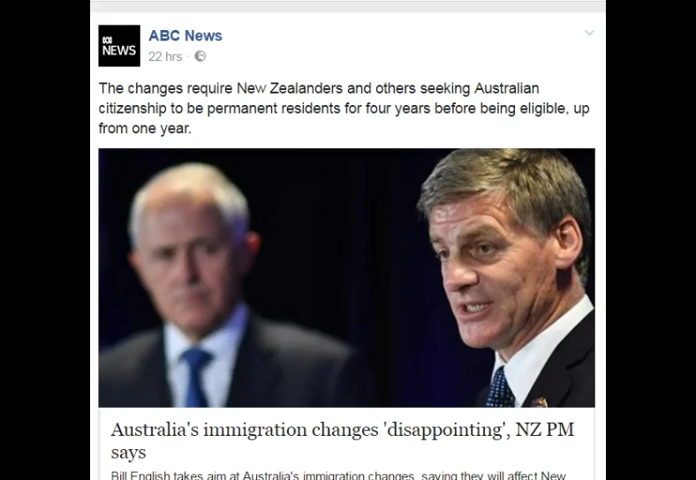 ABC News
NEWS
22 hrs
The changes require New Zealanders and others seeking Australian
citizenship to be permanent residents for four years before being eligible, up
from one year.
Australia's immigration changes 'disappointing', NZ PM
says
Bill English takes aim at Australia's immigration changes, saying they will affect New